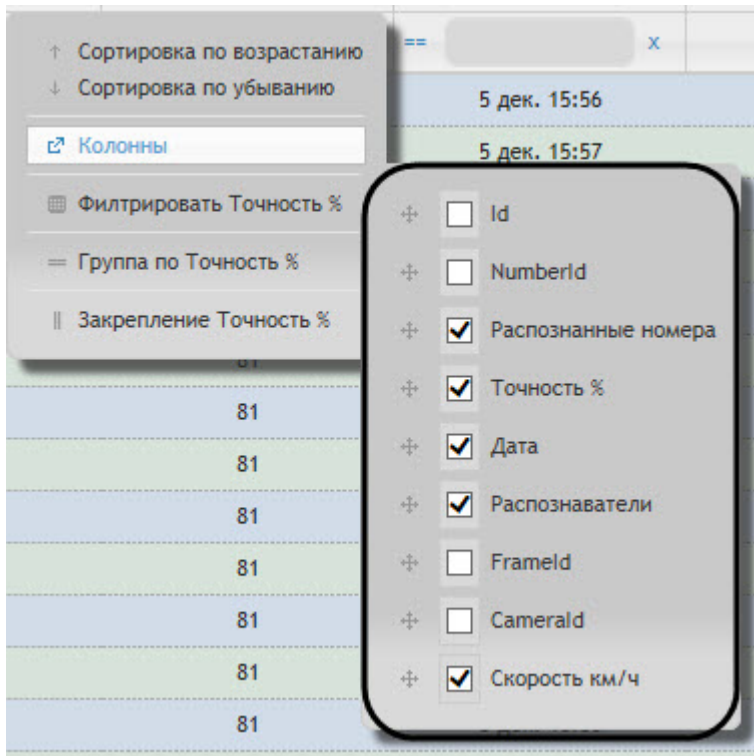 ↑ Сортировка по возрастанию
== x
↓ Сортировка по убыванию
5 дек. 15:56
Колонны
5 дек. 15:57
Филтрировать Точность %
Id
Группа по Точность %
NumberId
Закрепление Точность %
Распознанные номера
81
Точность %
81
Дата
81
Распознаватели
81
FrameId
81
CameraId
81
Скорость км/ч
81